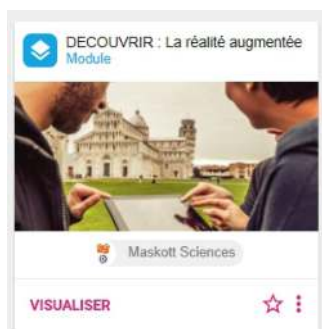 DECOUVRIR : La réalité augmentée
Module
Maskott Sciences
VISUALISER